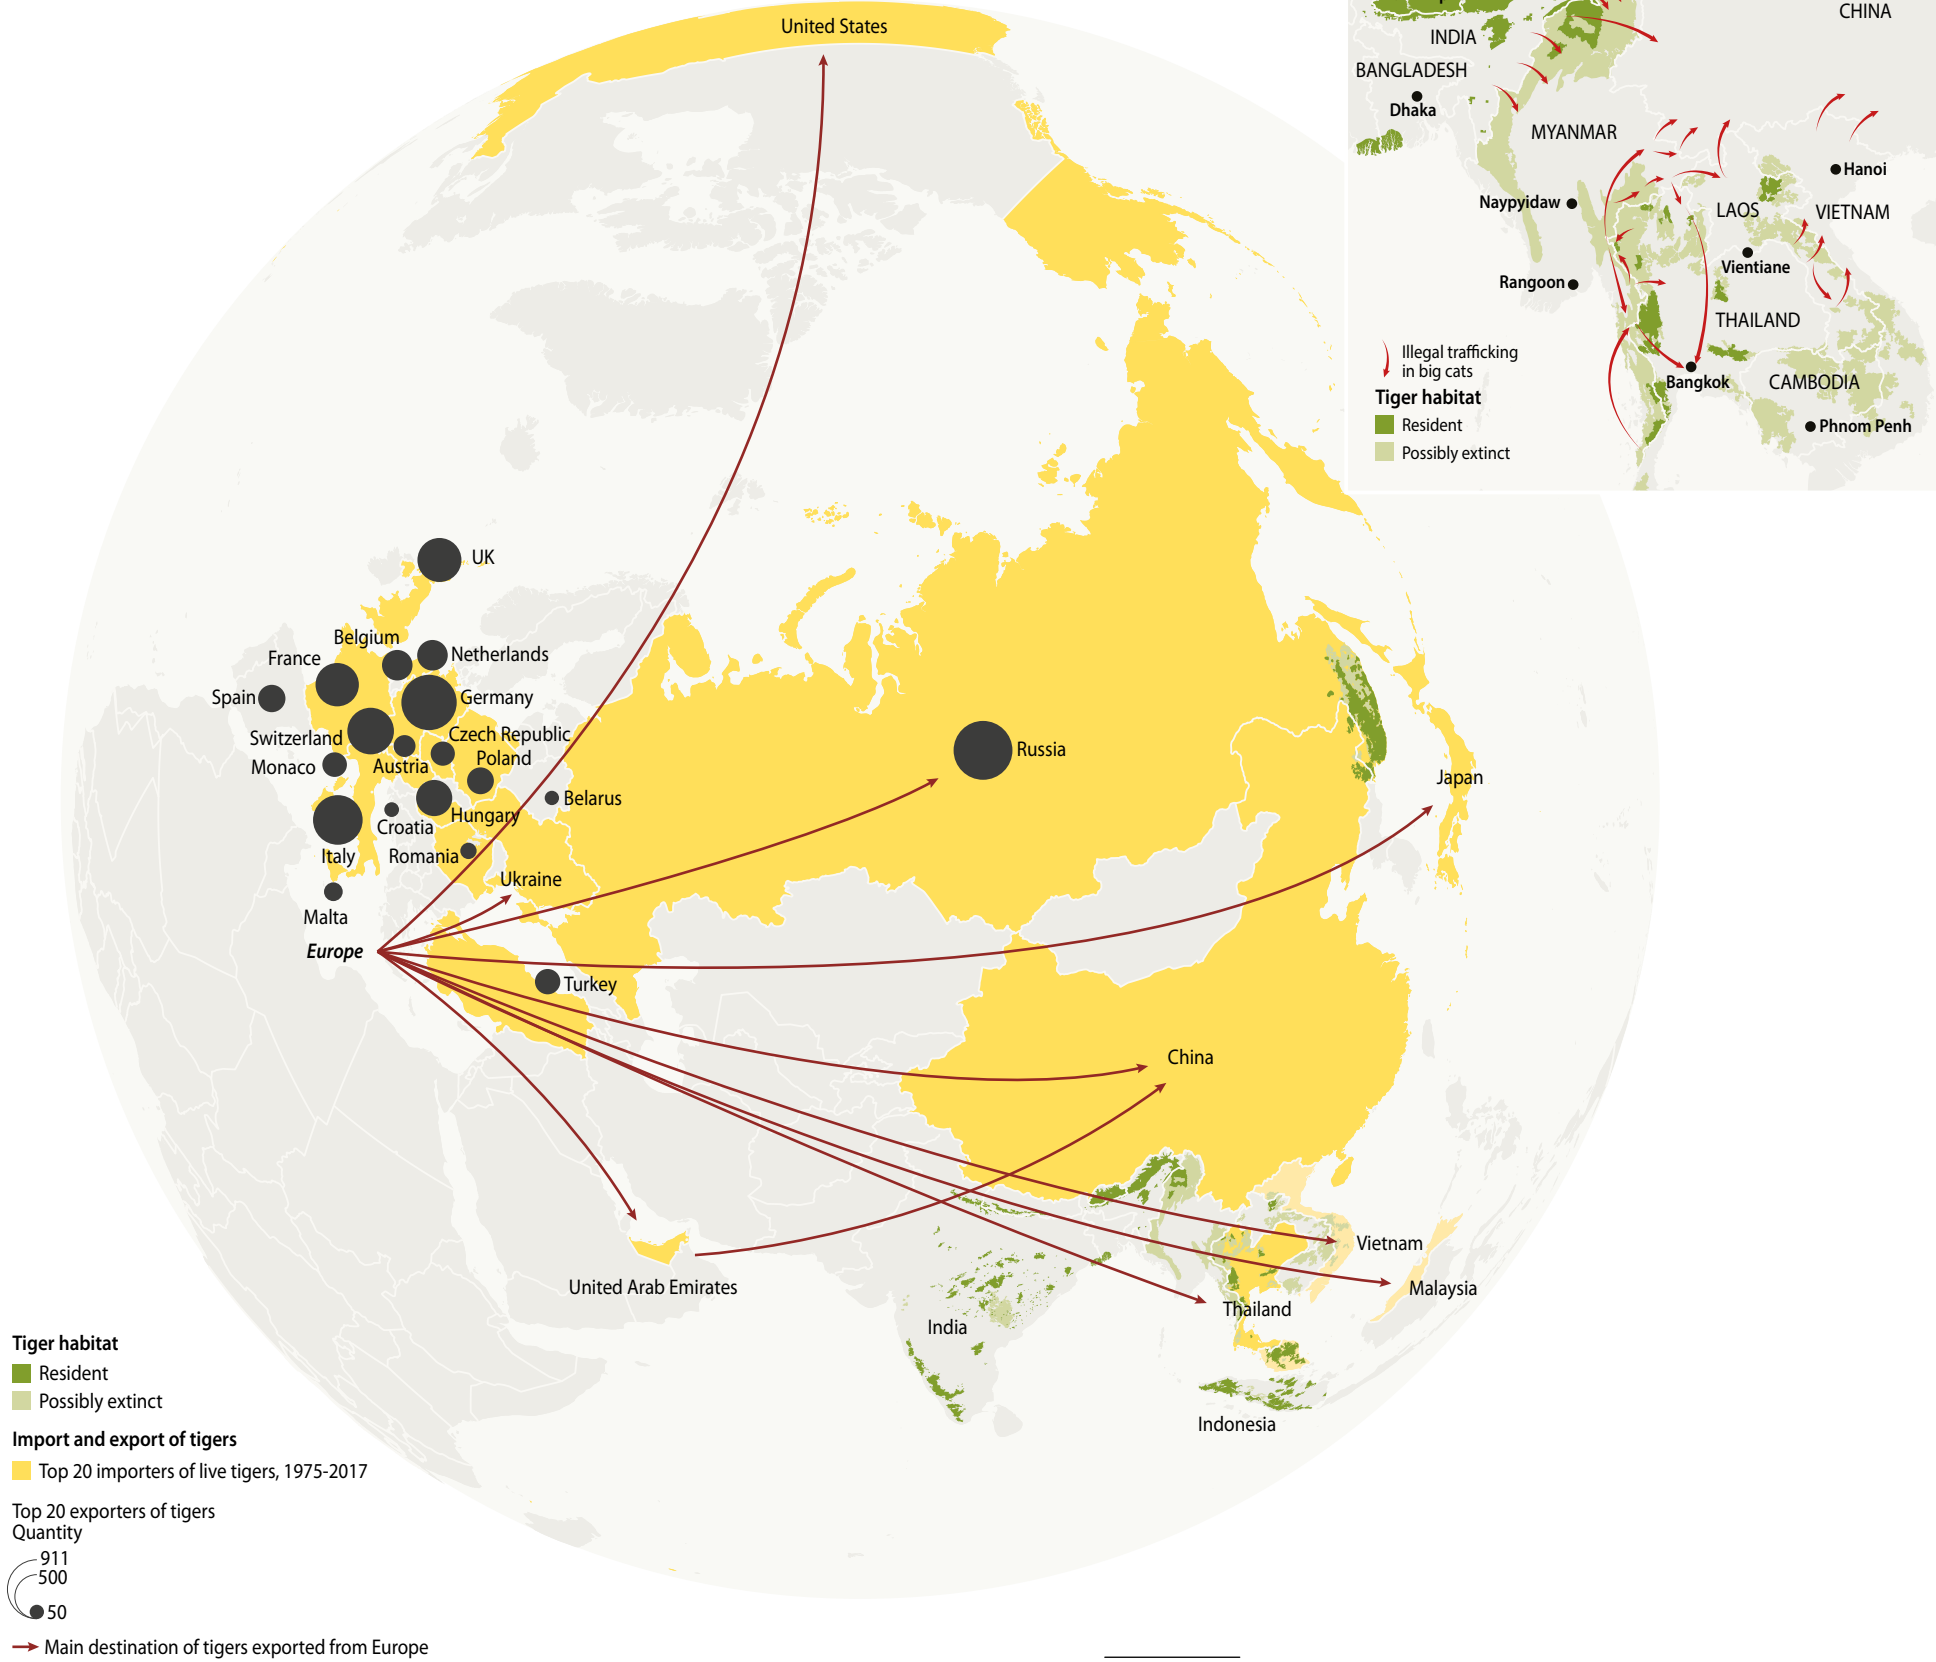 United States
UK
Belgium
Netherlands
France
Spain
Germany
Switzerland
Czech Republic
Monaco
Austria
Poland
Belarus
Hungary
Croatia
Italy
Romania
Ukraine
Malta
Europe
Turkey
Russia
Japan
China
United Arab Emirates
India
Vietnam
Malaysia
Thailand
Indonesia
CHINA
INDIA
BANGLADESH
Dhaka
MYANMAR
Hanoi
Naypyidaw
LAOS
VIETNAM
Vientiane
Rangoon
THAILAND
Illegal trafficking
in big cats
Bangkok
CAMBODIA
Tiger habitat
Resident
Phnom Penh
Possibly extinct
Tiger habitat
Resident
Possibly extinct
Import and export of tigers
Top 20 importers of live tigers, 1975-2017
Top 20 exporters of tigers
Quantity
911
500
50
Main destination of tigers exported from Europe